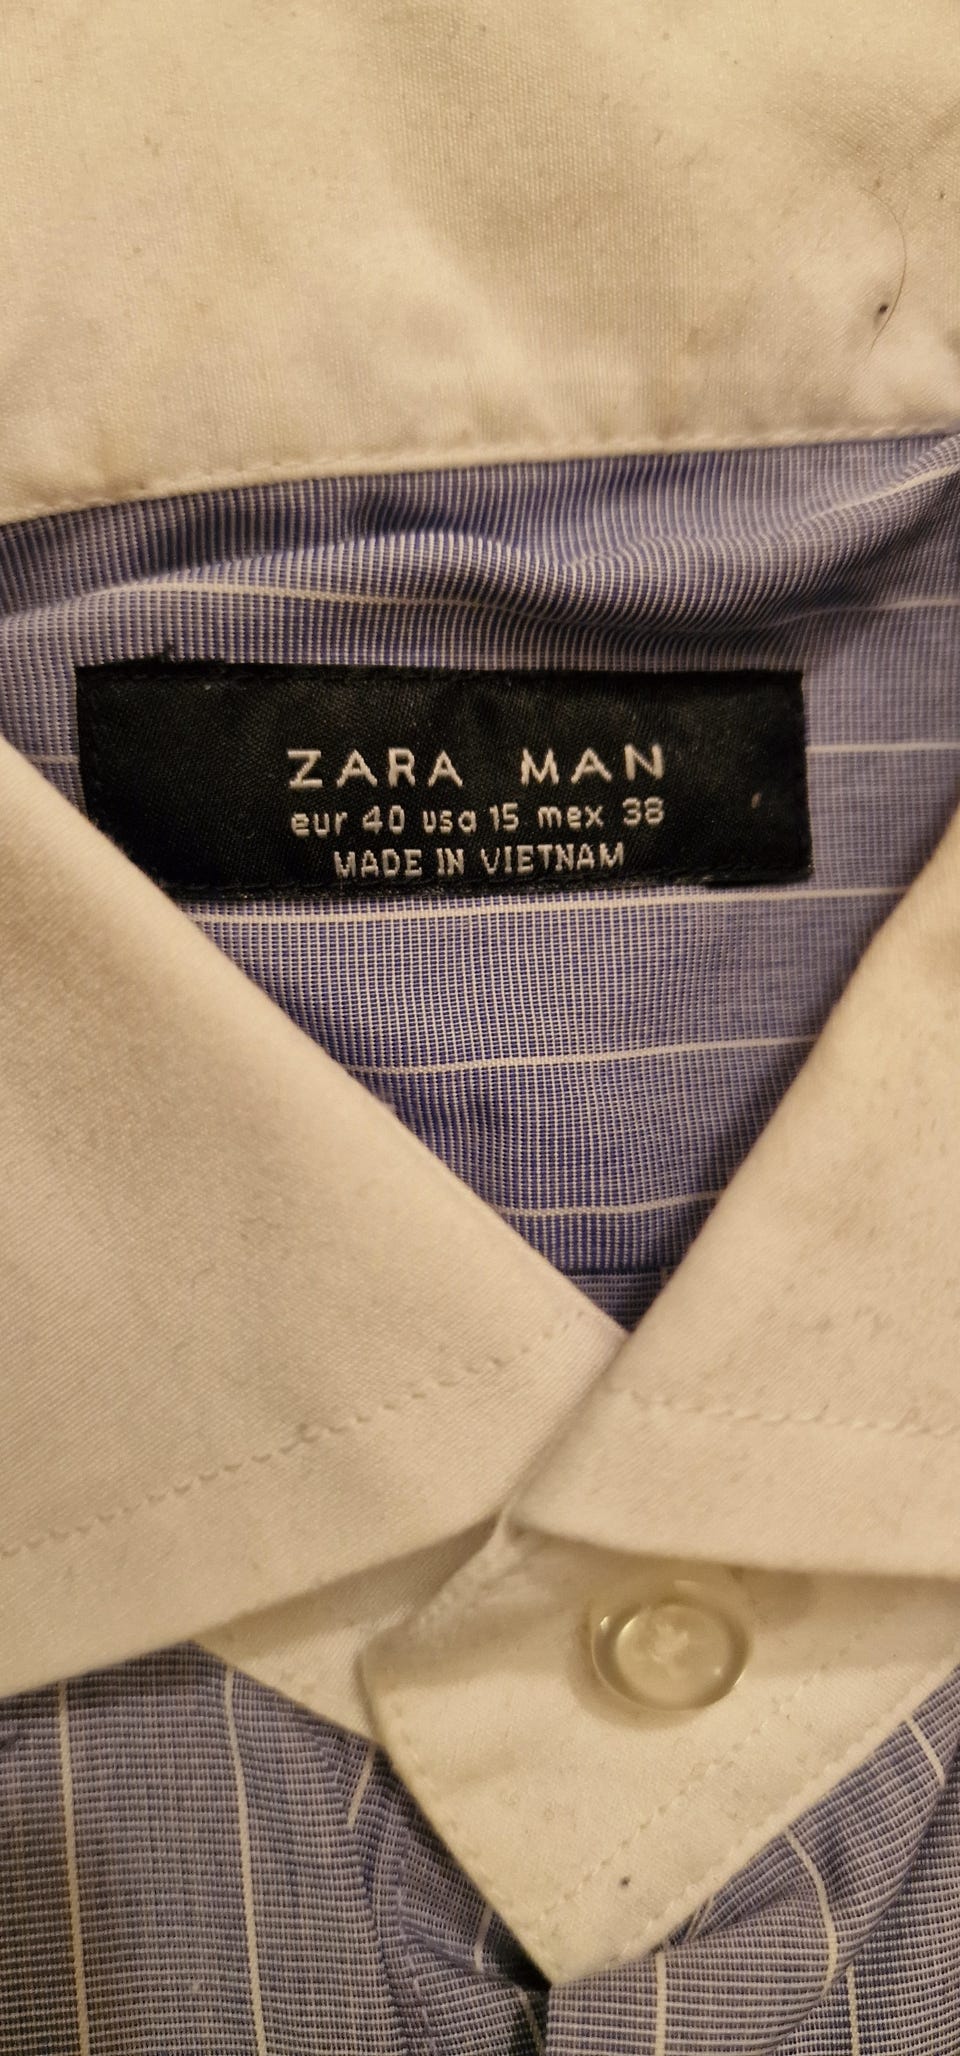 ZARA MAN
eur 40 usa 15 mex 38
MADE IN VIETNAM